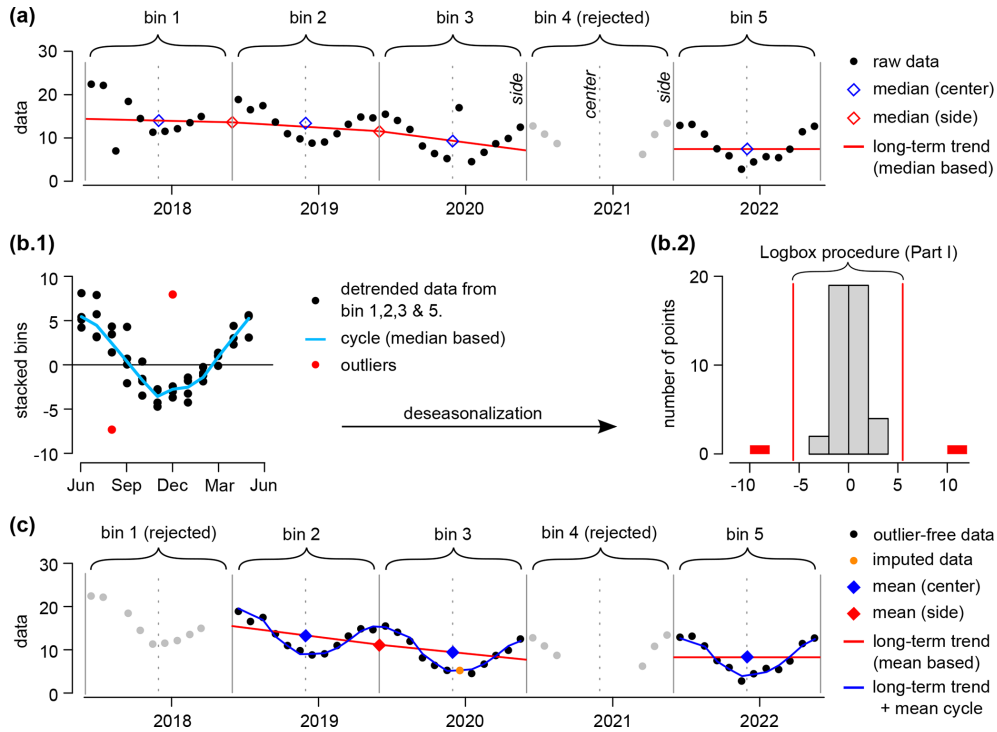 (a)
bin 1 bin 2 bin 3 bin 4 (rejected) bin 5
30
20
10
0
data
side
center
side
2018 2019 2020 2021 2022
raw data
median (center)
median (side)
long-term trend
(median based)
(b.1)
10
5
0
-5
-10
stacked bins
Jun Sep Dec Mar Jun
detrended data from
bin 1,2,3 & 5.
cycle (median based)
outliers
deseasonalization
(b.2)
Logbox procedure (Part I)
20
10
0
number of points
-10 -5 0 5 10
(c)
bin 1 (rejected) bin 2 bin 3 bin 4 (rejected) bin 5
30
20
10
0
data
2018 2019 2020 2021 2022
outlier-free data
imputed data
mean (center)
mean (side)
long-term trend
(mean based)
long-term trend
+ mean cycle